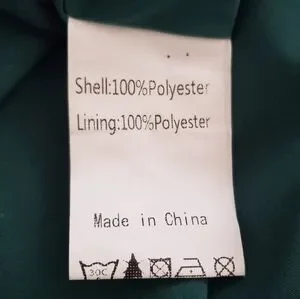 Shell:100%Polyester
Lining:100%Polyester
Made in China
30C